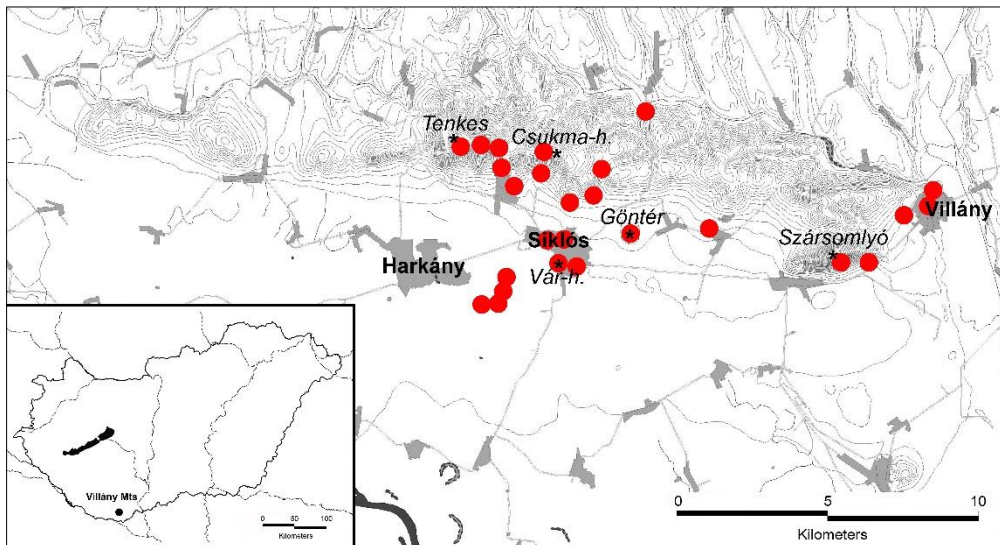 Tenkes
Csukma-h.
Göntér
Siklós
Villány
Szársomlyó
Harkány
Vár-h.
Villány Mts
0 50 100
Kilometers
0 5 10
Kilometers